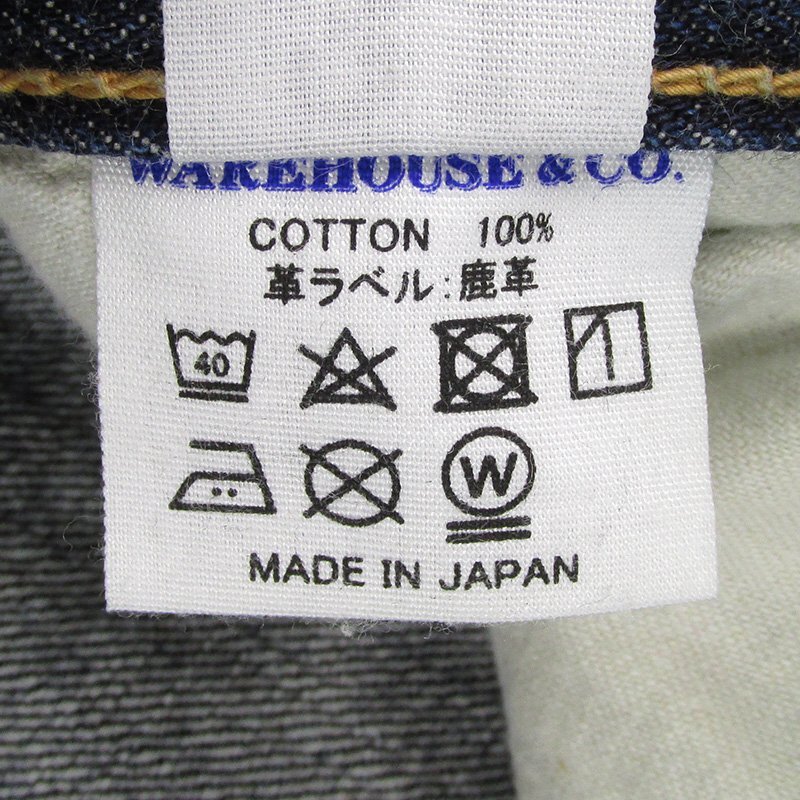 WAREHOUSE & CO.
COTTON 100%
革ラベル:鹿革
40
W
MADE IN JAPAN